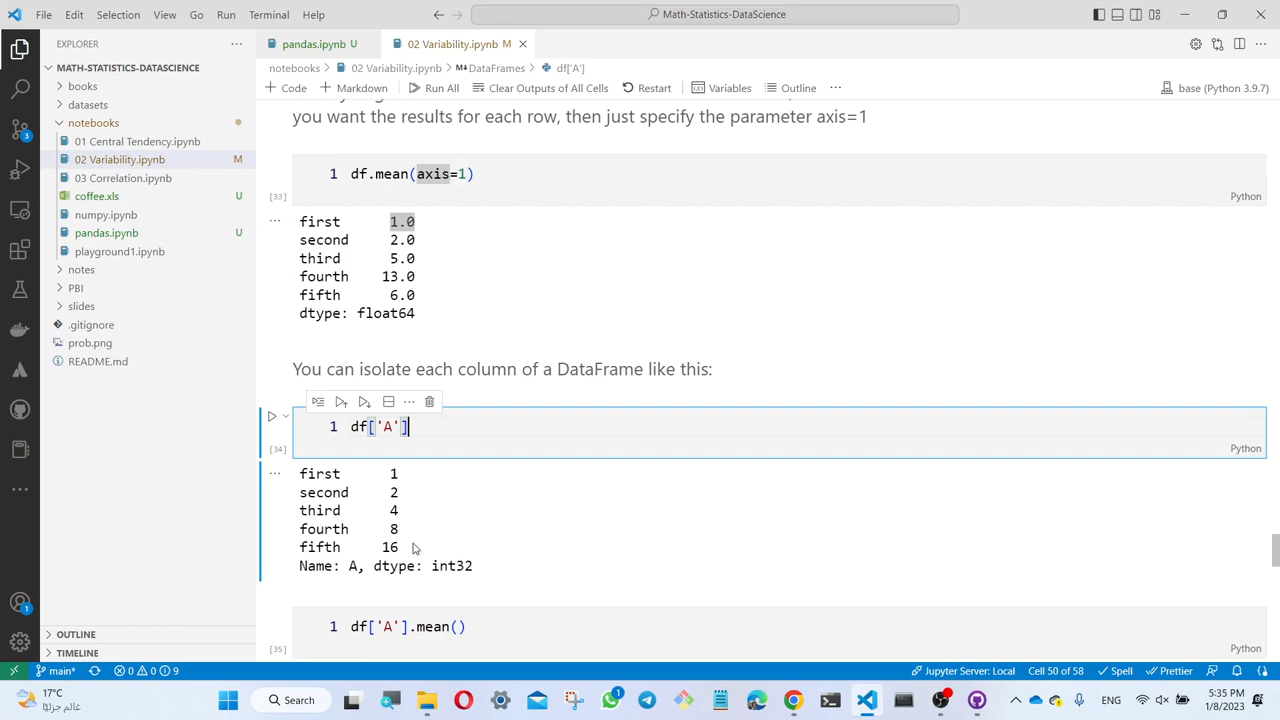 File Edit Selection View Go Run Terminal Help
Math-Statistics-DataScience
EXPLORER
MATH-STATISTICS-DATASCIENCE
books
datasets
notebooks
01 Central Tendency.ipynb
02 Variability.ipynb M
03 Correlation.ipynb
coffee.xls U
numpy.ipynb
pandas.ipynb U
playground1.ipynb
notes
PBI
slides
.gitignore
prob.png
README.md
OUTLINE
TIMELINE
pandas.ipynb U
02 Variability.ipynb M
notebooks > 02 Variability.ipynb > DataFrames > df['A']
Code Markdown Run All Clear Outputs of All Cells Restart Variables Outline
base (Python 3.9.7)
you want the results for each row, then just specify the parameter axis=1
1 df.mean(axis=1)
[33] Python
first 1.0
second 2.0
third 5.0
fourth 13.0
fifth 6.0
dtype: float64
You can isolate each column of a DataFrame like this:
1 df['A']
[34] Python
first 1
second 2
third 4
fourth 8
fifth 16
Name: A, dtype: int32
1 df['A'].mean()
[35] Python
3
1
main* 0 0 9 Jupyter Server: Local Cell 50 of 58 Spell Prettier
17°C
غائم جزئيًا
Search
1
ENG
5:35 PM
1/8/2023